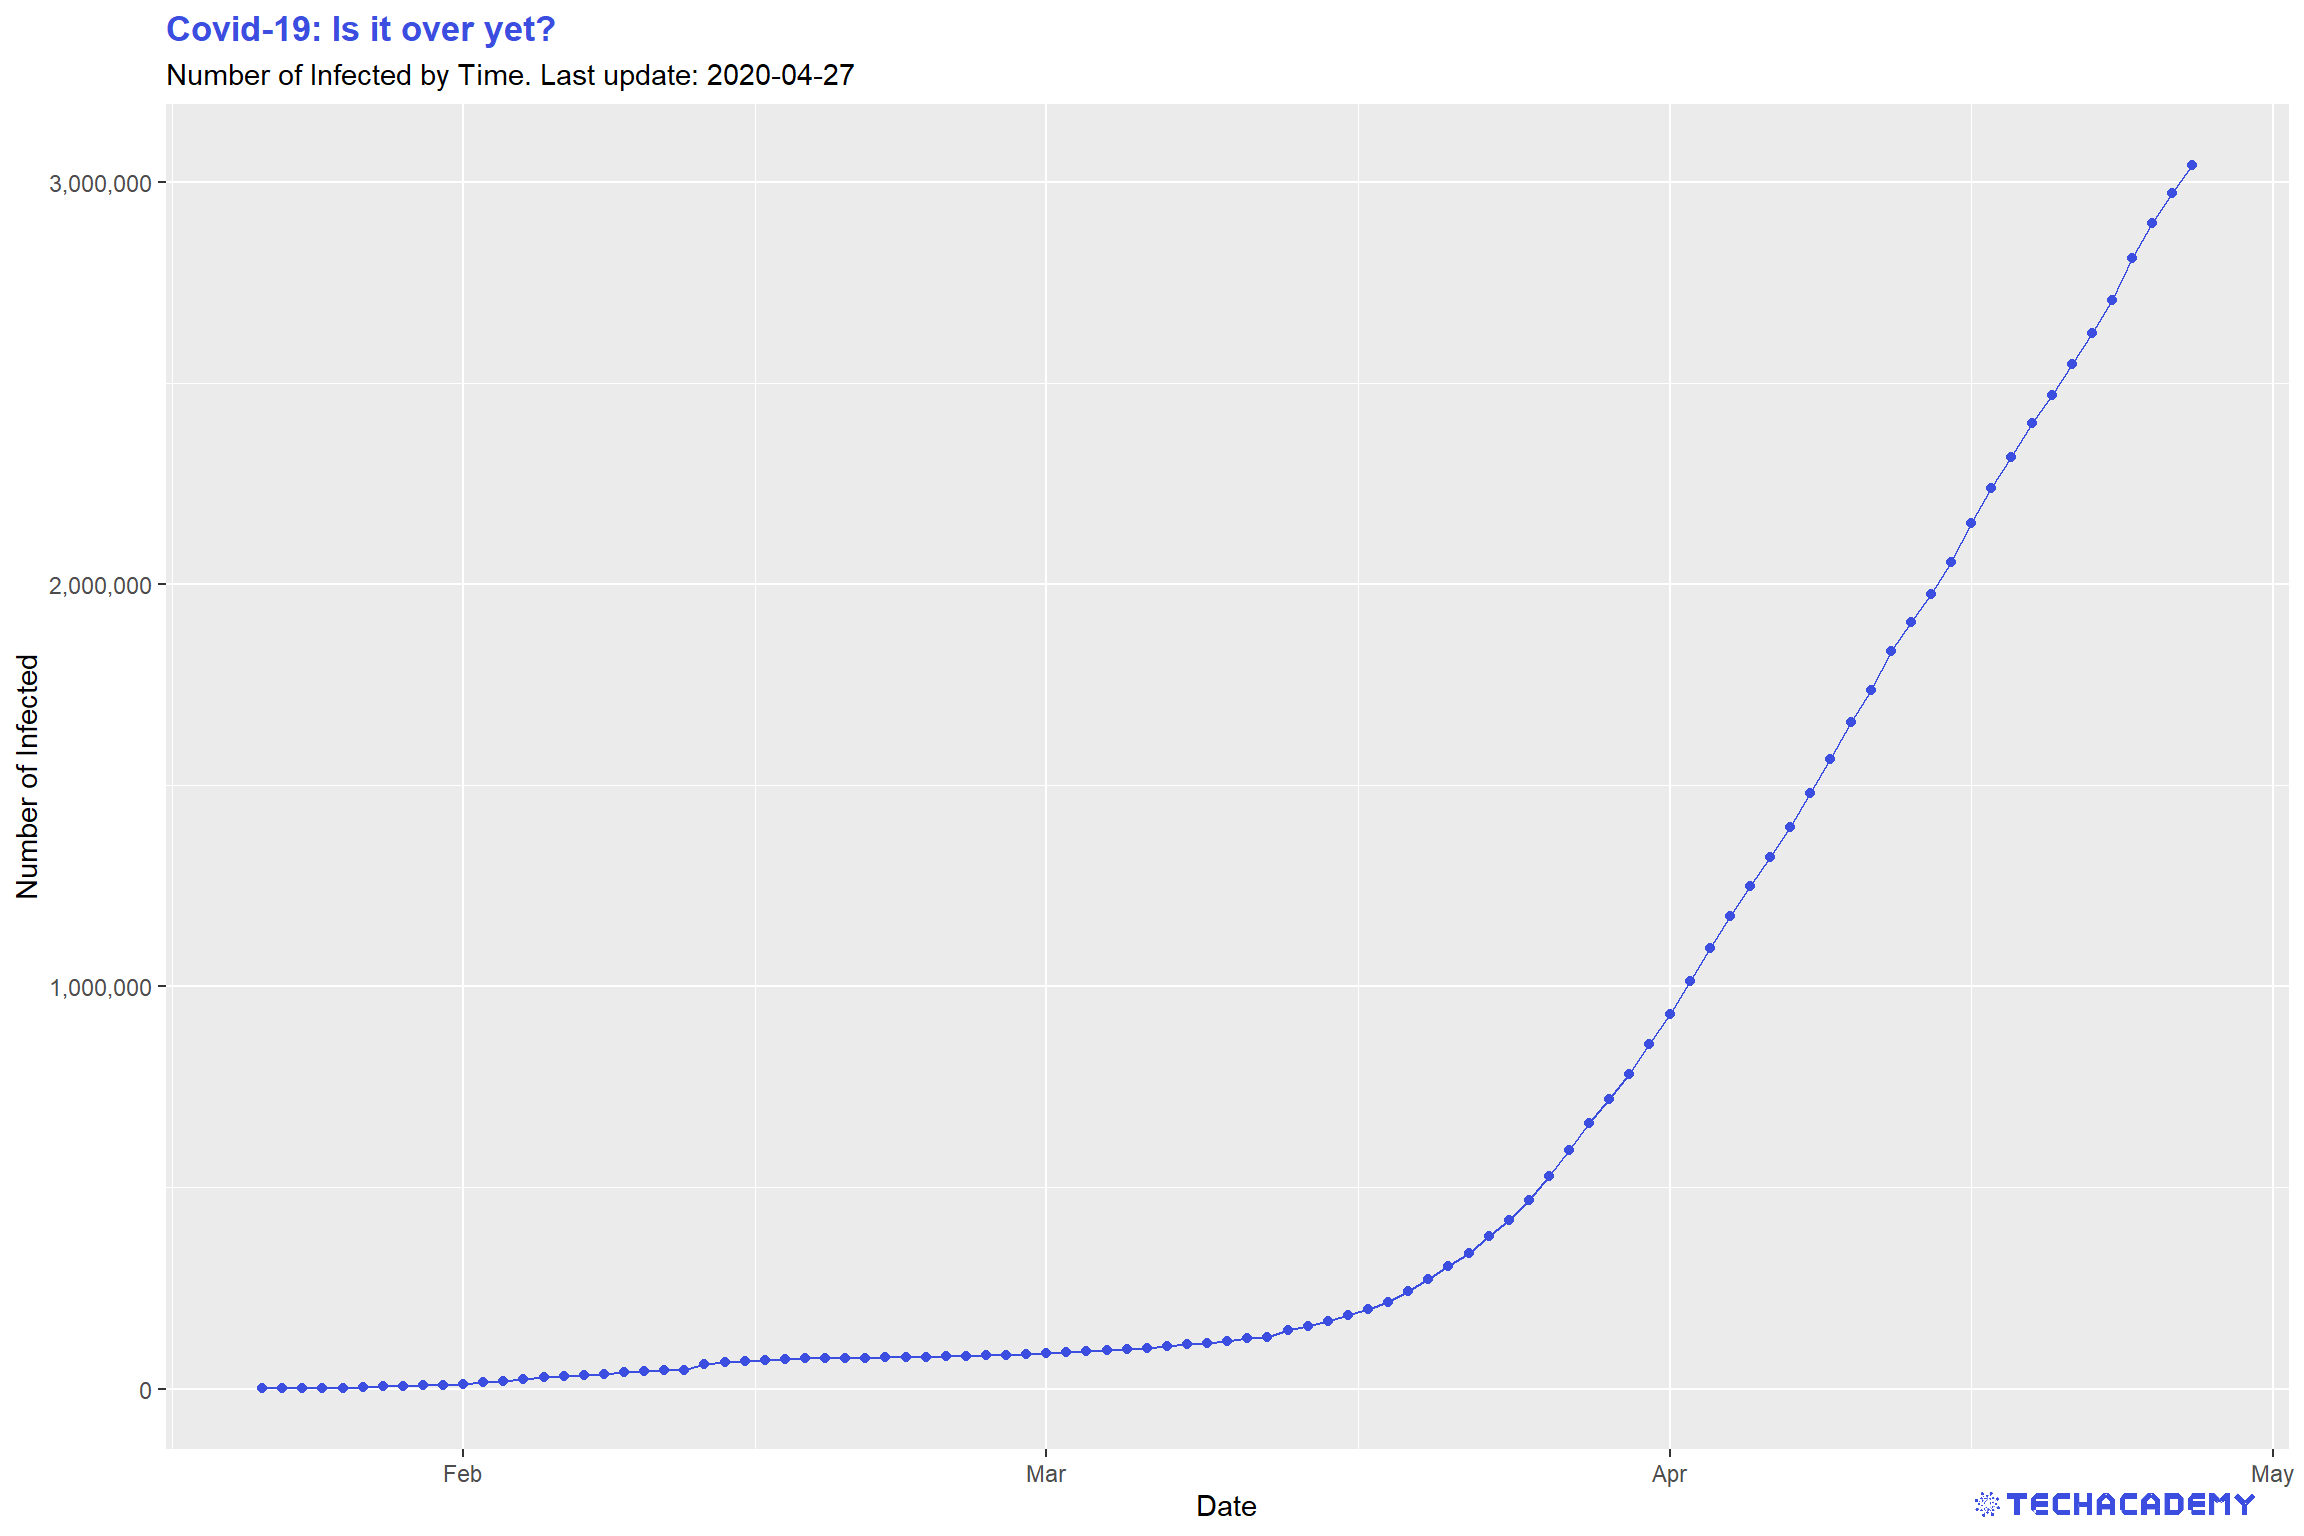 Covid-19: Is it over yet?
Number of Infected by Time. Last update: 2020-04-27
3,000,000
2,000,000
1,000,000
0
Number of Infected
Feb
Mar
Apr
May
Date
TECHACADEMY